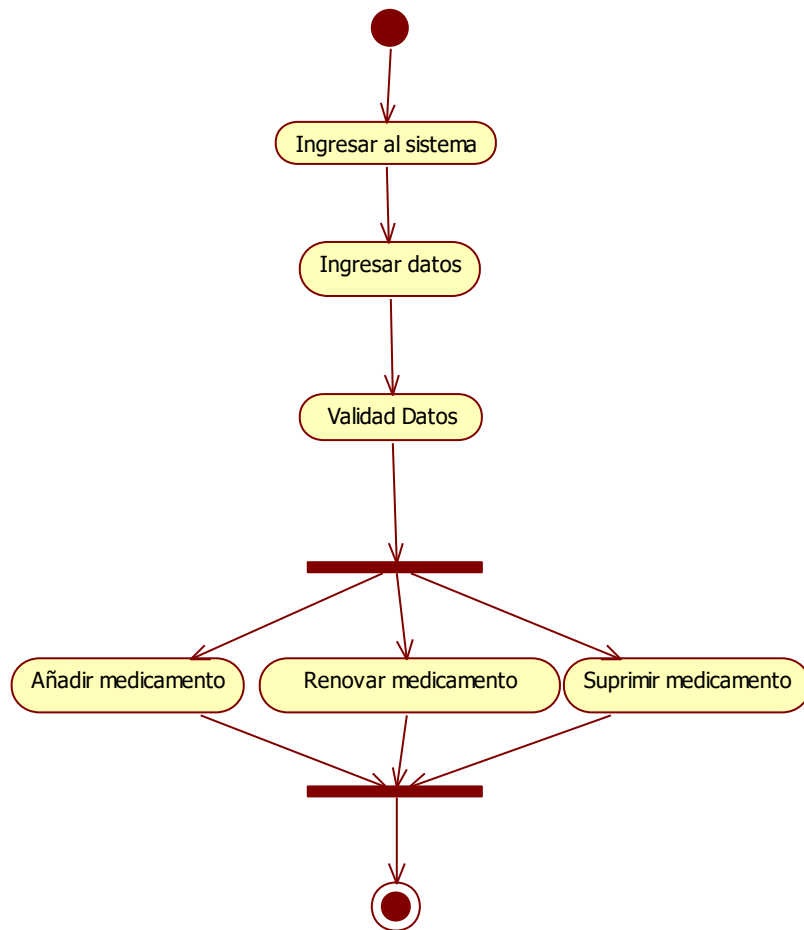 Ingresar al sistema
Ingresar datos
Validad Datos
Añadir medicamento
Renovar medicamento
Suprimir medicamento